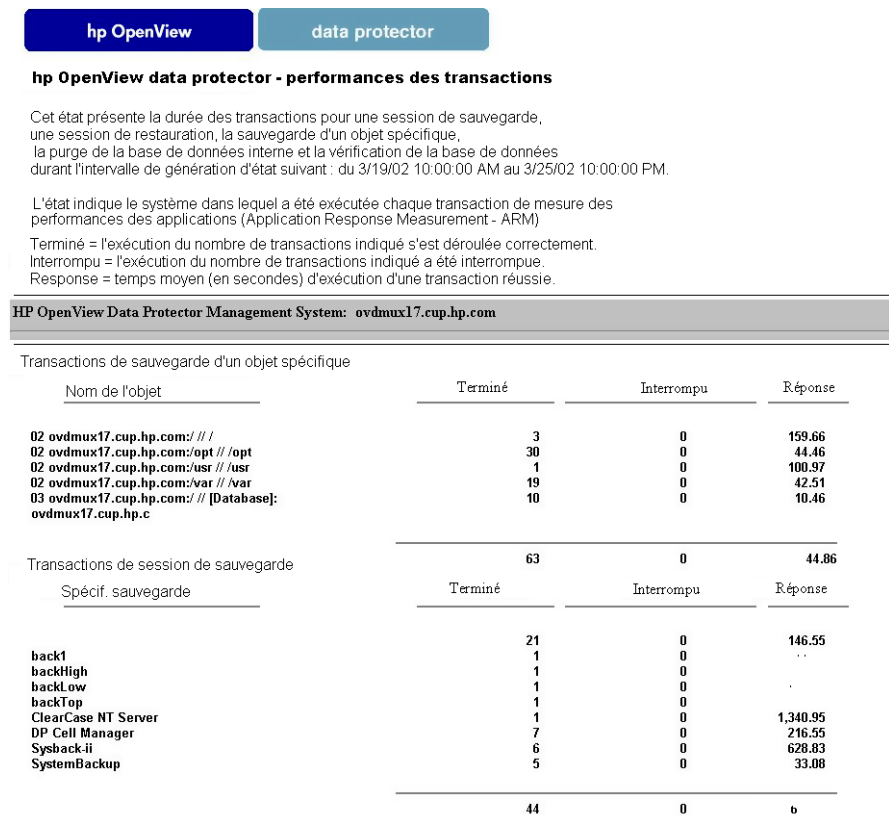 hp OpenView
data protector
hp OpenView data protector - performances des transactions
Cet état présente la durée des transactions pour une session de sauvegarde,
une session de restauration, la sauvegarde d'un objet spécifique,
la purge de la base de données interne et la vérification de la base de données
durant l'intervalle de génération d'état suivant : du 3/19/02 10:00:00 AM au 3/25/02 10:00:00 PM.
L'état indique le système dans lequel a été exécutée chaque transaction de mesure des
performances des applications (Application Response Measurement - ARM)
Terminé = l'exécution du nombre de transactions indiqué s'est déroulée correctement.
Interrompu = l'exécution du nombre de transactions indiqué a été interrompue.
Response = temps moyen (en secondes) d'exécution d'une transaction réussie.
HP OpenView Data Protector Management System: ovdmux17.cup.hp.com
Transactions de sauvegarde d'un objet spécifique
Nom de l'objet Terminé Interrompu Réponse
02 ovdmux17.cup.hp.com:/ // / 3 0 159.66
02 ovdmux17.cup.hp.com:/opt // /opt 30 0 44.46
02 ovdmux17.cup.hp.com:/usr // /usr 1 0 100.97
02 ovdmux17.cup.hp.com:/var // /var 19 0 42.51
03 ovdmux17.cup.hp.com:/ // [Database]: 10 0 10.46
ovdmux17.cup.hp.c
63 0 44.86
Transactions de session de sauvegarde
Spécif. sauvegarde Terminé Interrompu Réponse
21 0 146.55
back1 1 0
backHigh 1 0
backLow 1 0
backTop 1 0
ClearCase NT Server 1 0 1,340.95
DP Cell Manager 7 0 216.55
Sysback-ii 6 0 628.83
SystemBackup 5 0 33.08
44 0